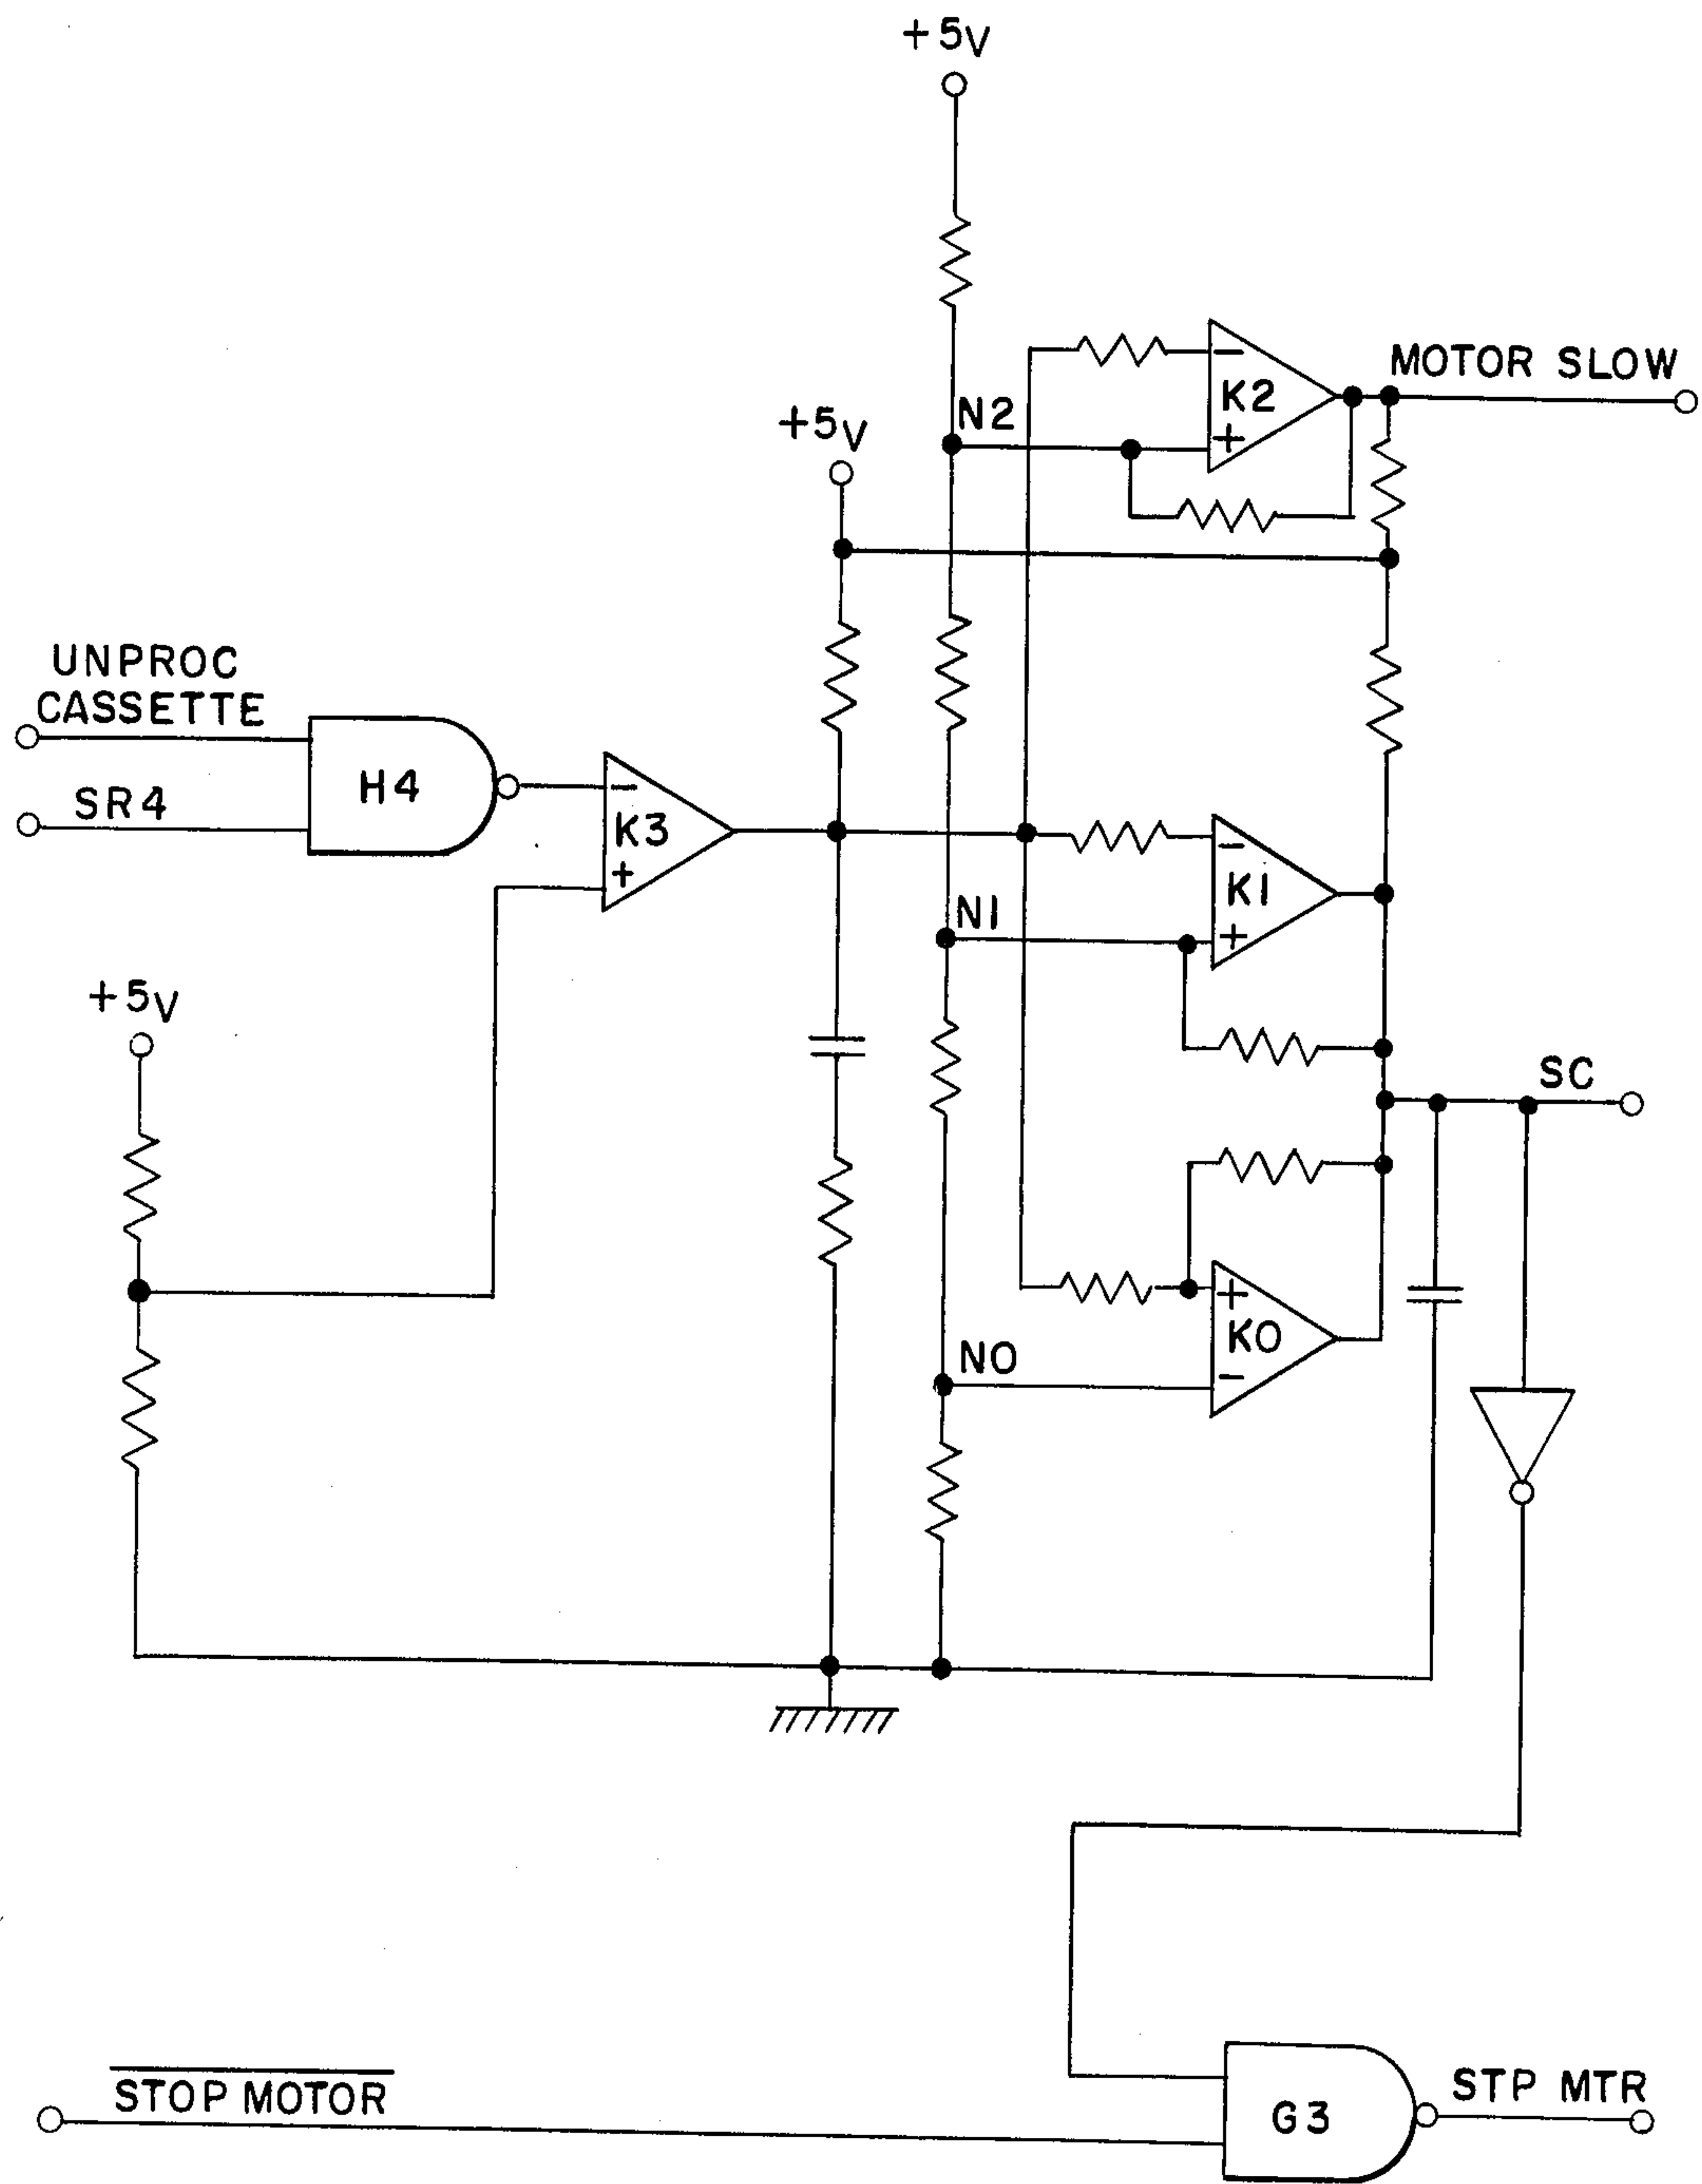 +5V
MOTOR SLOW
K2
-
+
N2
+5V
UNPROC
CASSETTE
SR4
H4
-
K3
+
-
K1
+
N1
+5V
SC
+
K0
-
N0
STOP MOTOR
G3
STP MTR